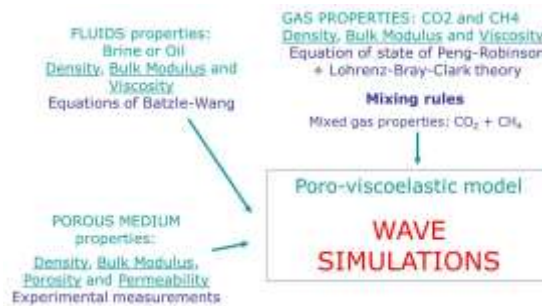 FLUIDS properties:
Brine or Oil
Density, Bulk Modulus and
Viscosity
Equations of Batzle-Wang
GAS PROPERTIES: CO2 and CH4
Density, Bulk Modulus and Viscosity
Equation of state of Peng-Robinson
+ Lohrenz-Bray-Clark theory
Mixing rules
Mixed gas properties: CO₂ + CH₄
POROUS MEDIUM
properties:
Density, Bulk Modulus,
Porosity and Permeability
Experimental measurements
Poro-viscoelastic model
WAVE
SIMULATIONS